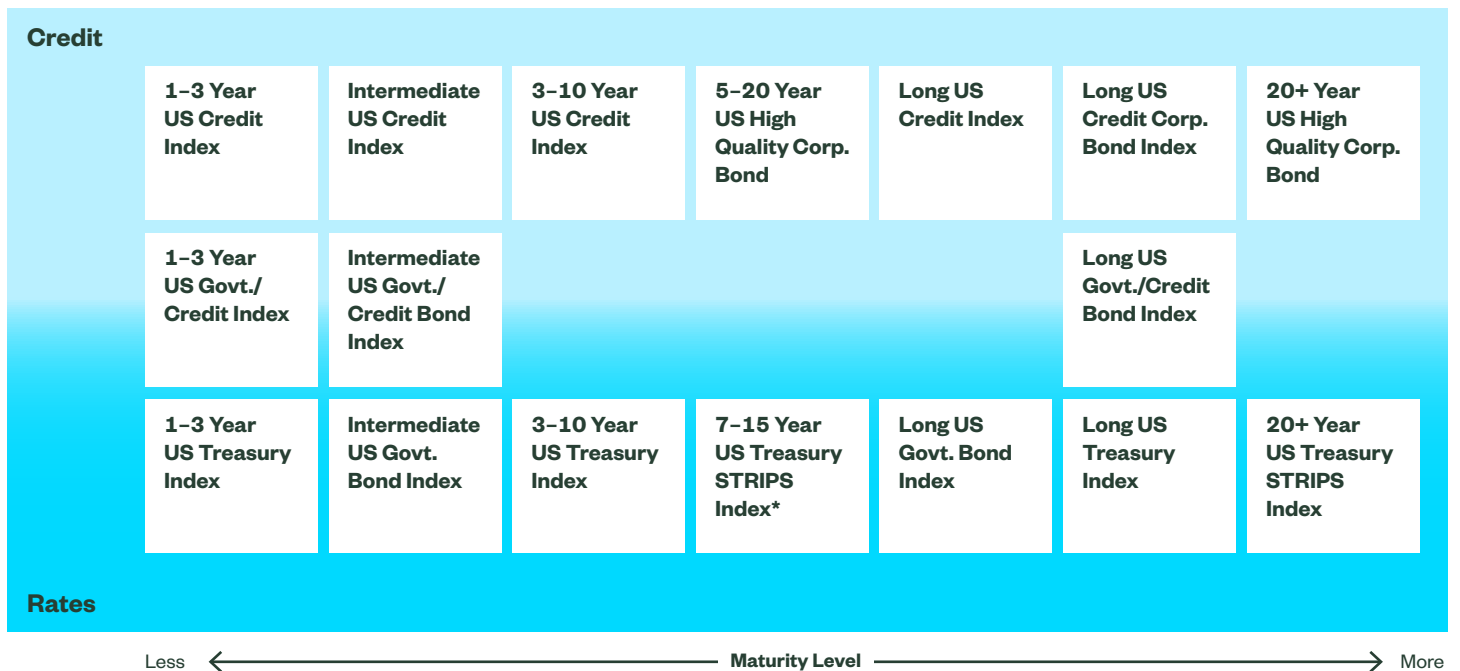 Credit
1–3 Year
US Credit
Index
Intermediate
US Credit
Index
3–10 Year
US Credit
Index
5–20 Year
US High
Quality Corp.
Bond
Long US
Credit Index
Long US
Credit Corp.
Bond Index
20+ Year
US High
Quality Corp.
Bond
1–3 Year
US Govt./
Credit Index
Intermediate
US Govt./
Credit Bond
Index
Long US
Govt./Credit
Bond Index
1–3 Year
US Treasury
Index
Intermediate
US Govt.
Bond Index
3–10 Year
US Treasury
Index
7–15 Year
US Treasury
STRIPS
Index*
Long US
Govt. Bond
Index
Long US
Treasury
Index
20+ Year
US Treasury
STRIPS
Index
Rates
Less
Maturity Level
More